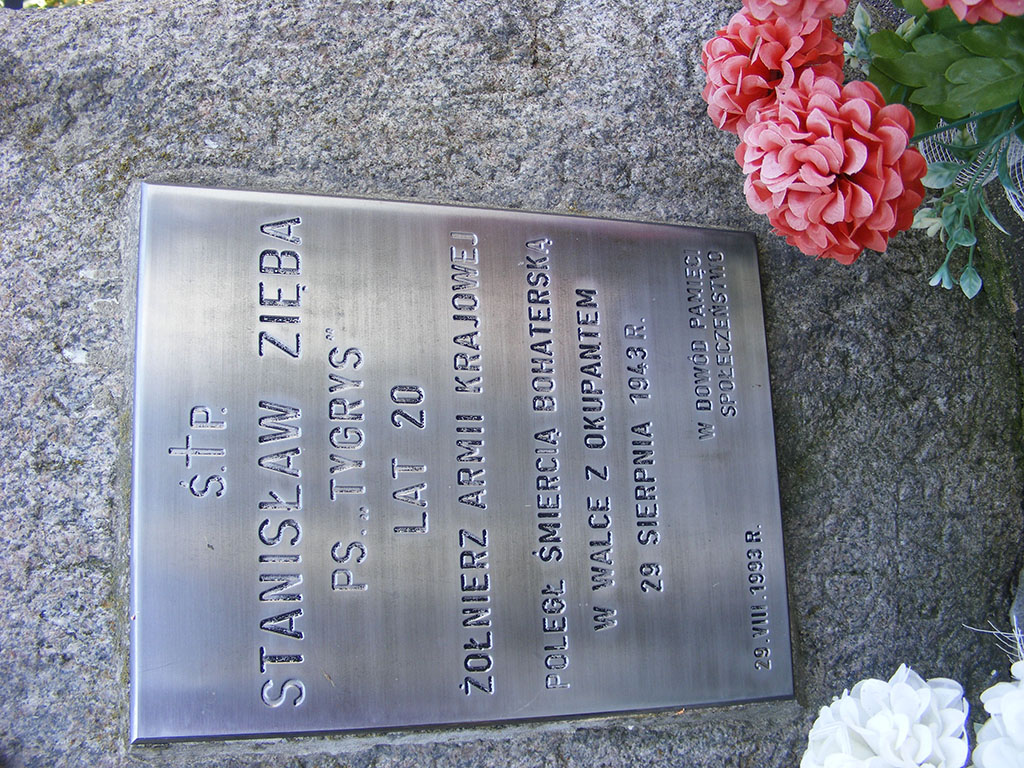 Ś.†P.
STANISŁAW ZIĘBA
PS. „TYGRYS”
LAT 20
ŻOŁNIERZ ARMII KRAJOWEJ
POLEGŁ ŚMIERCIĄ BOHATERSKĄ
W WALCE Z OKUPANTEM
29 SIERPNIA 1943 R.
W DOWÓD PAMIĘCI
SPOŁECZEŃSTWO
29.VIII.1993 R.